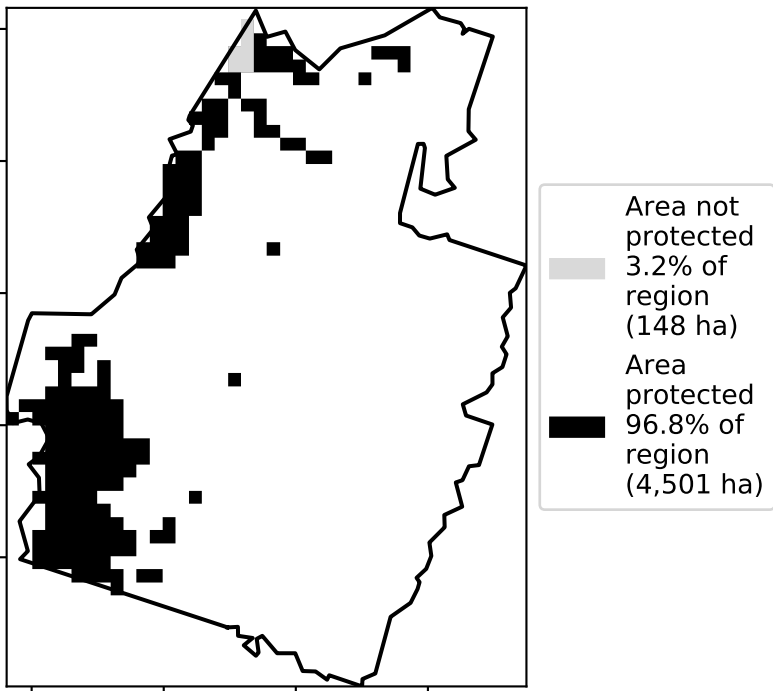 Area not
protected
3.2% of
region
(148 ha)
Area
protected
96.8% of
region
(4,501 ha)